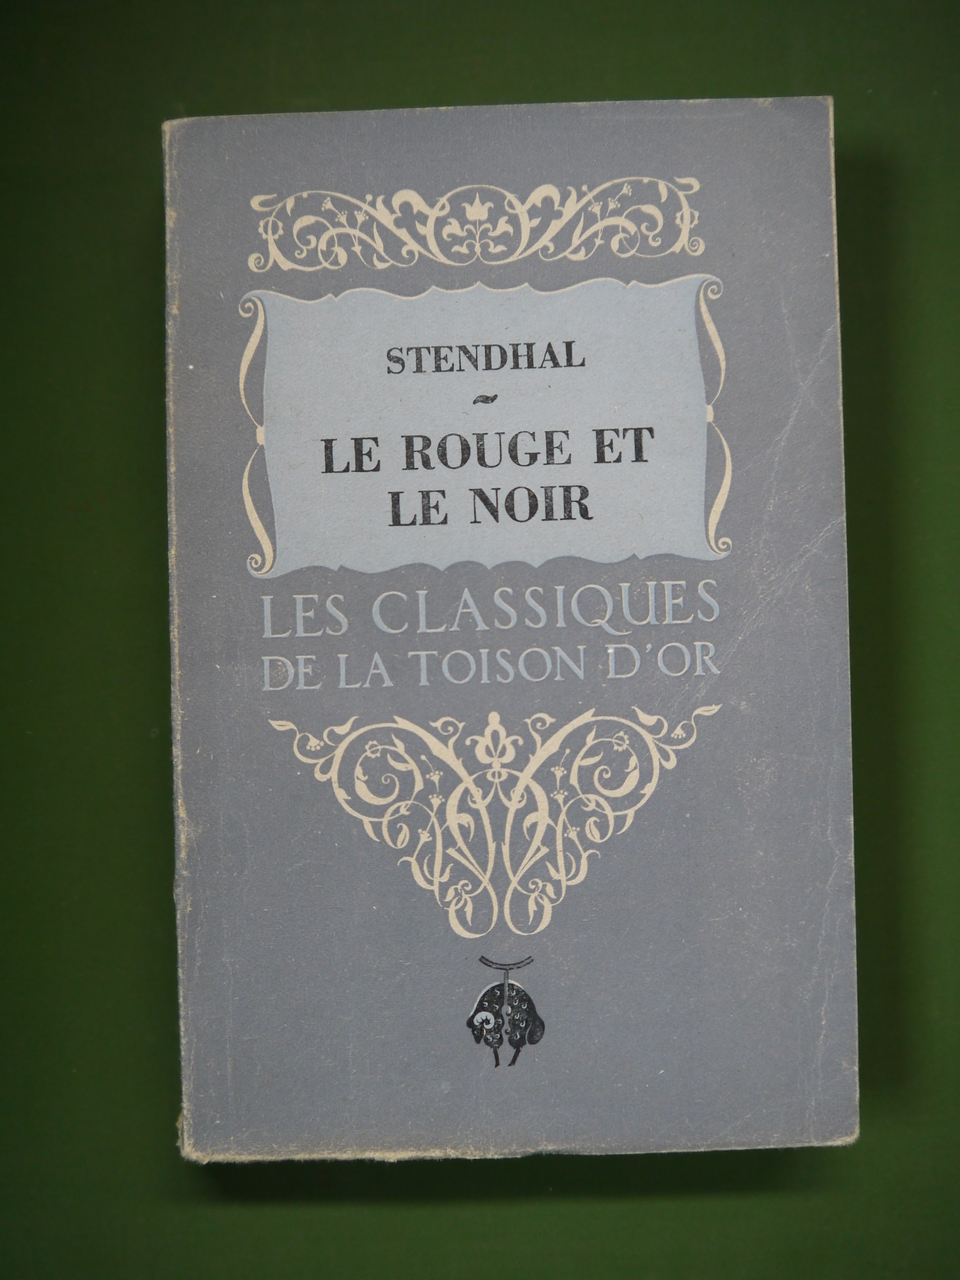 STENDHAL
~
LE ROUGE ET
LE NOIR
LES CLASSIQUES
DE LA TOISON D'OR